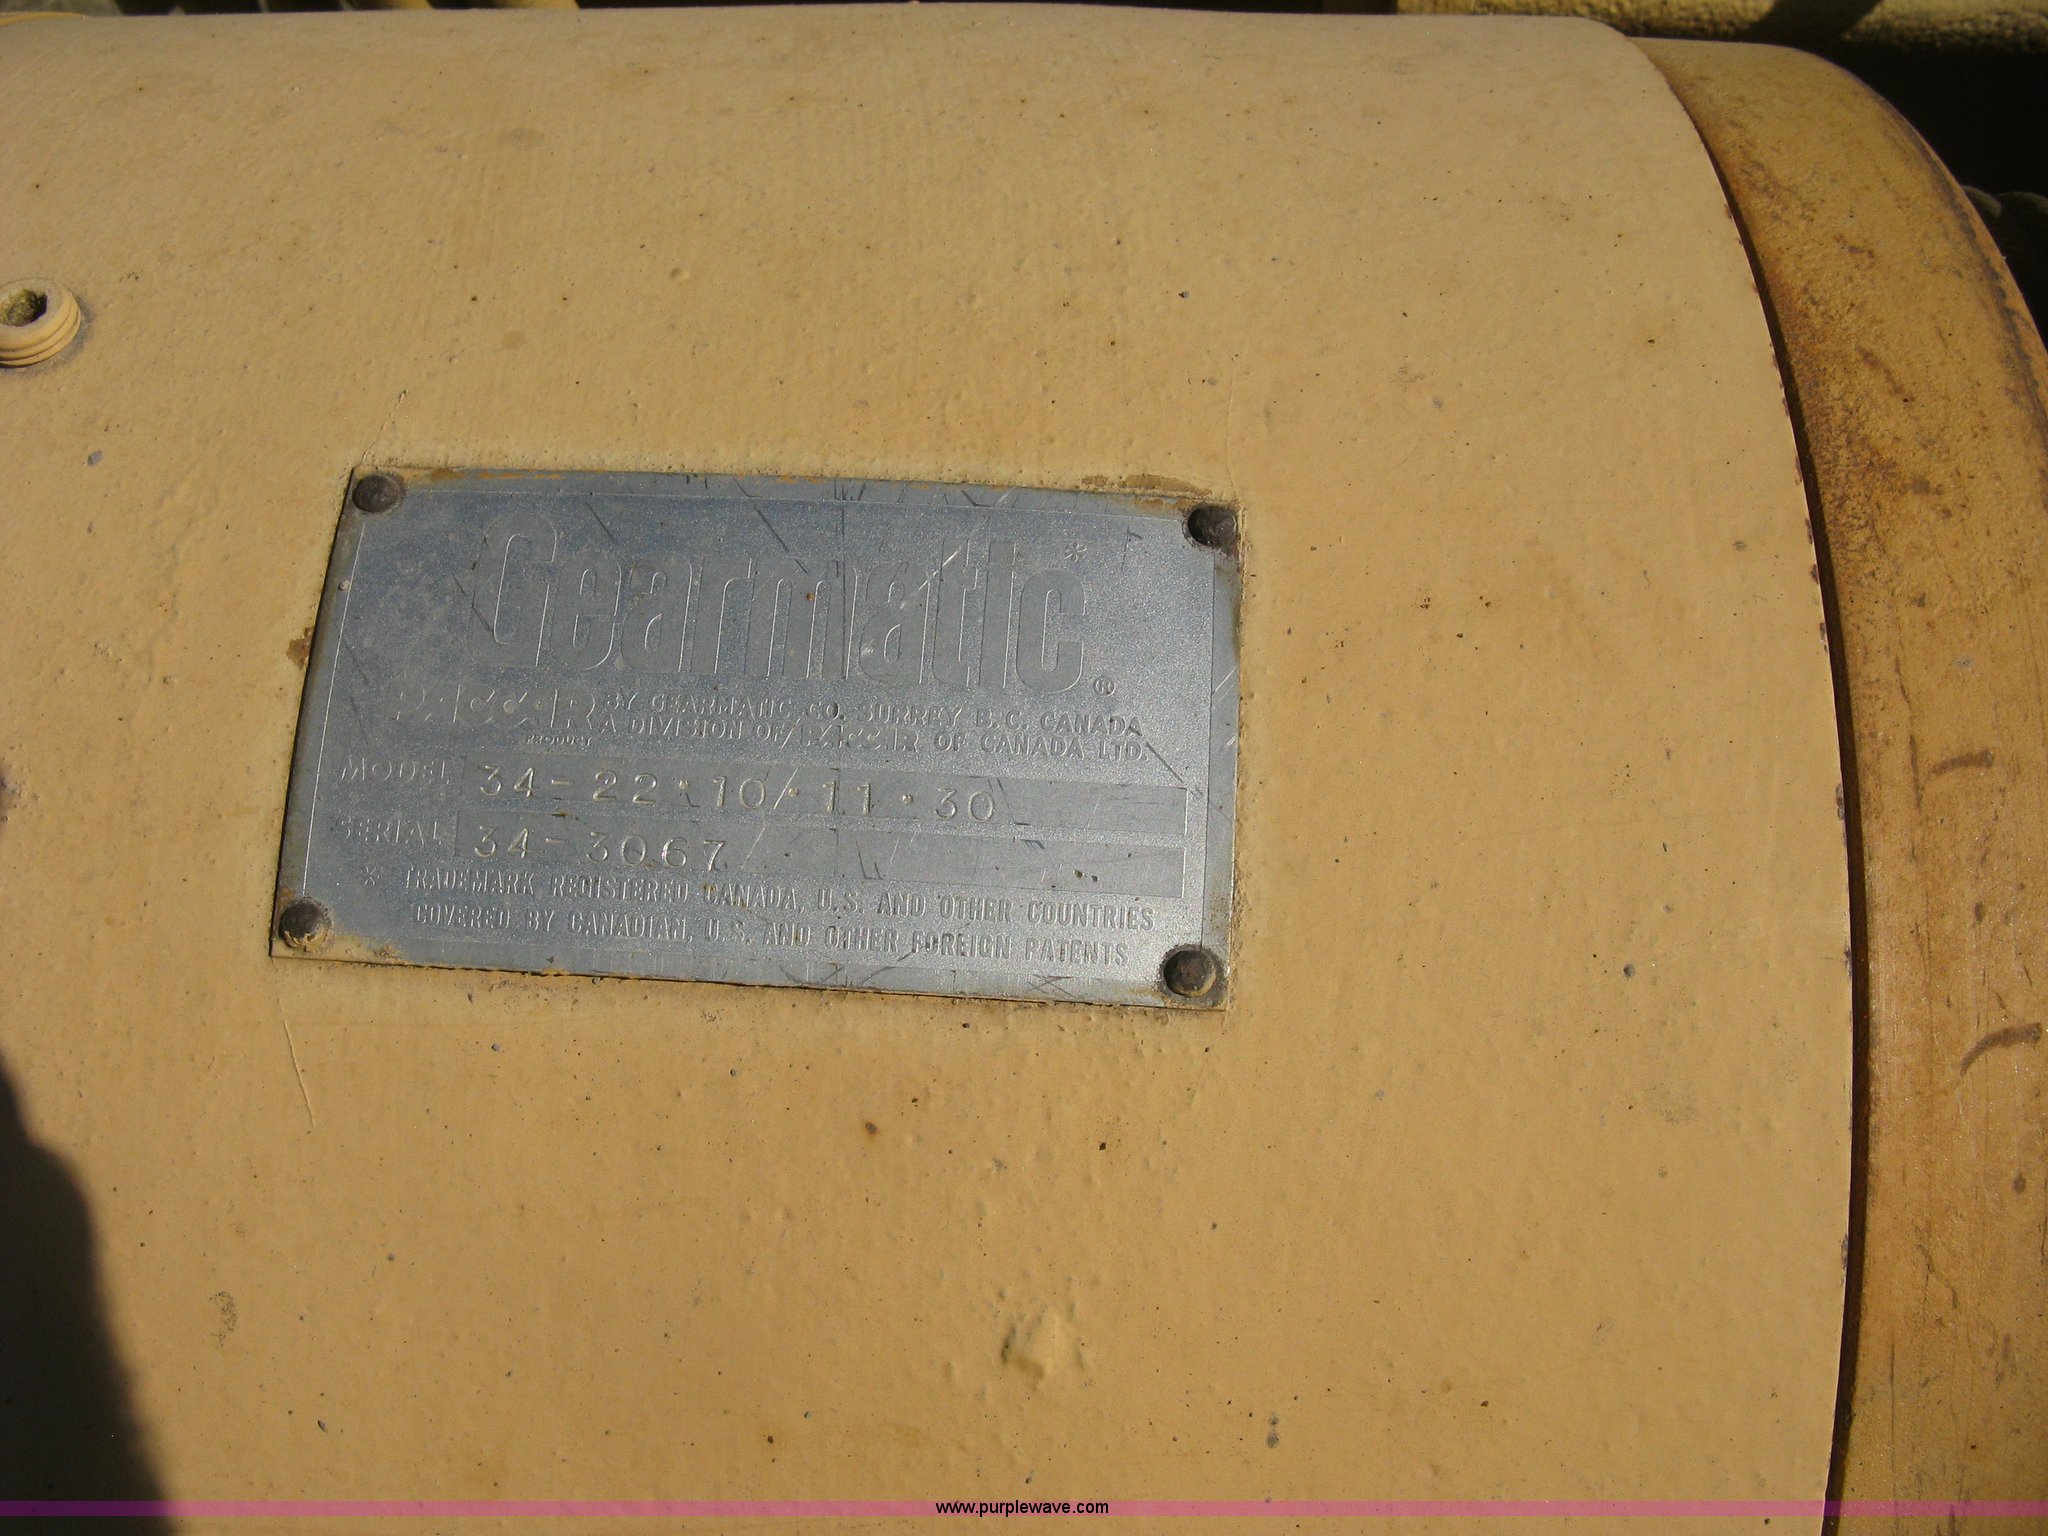 Gearmatic*®
PACCAR BY GEARMATIC CO. SURREY B.C. CANADA
PRODUCT A DIVISION OF PACCAR OF CANADA LTD.
MODEL 34-22·10·11·30
SERIAL 34-3067
* TRADEMARK REGISTERED CANADA, U.S. AND OTHER COUNTRIES
COVERED BY CANADIAN, U.S. AND OTHER FOREIGN PATENTS
www.purplewave.com